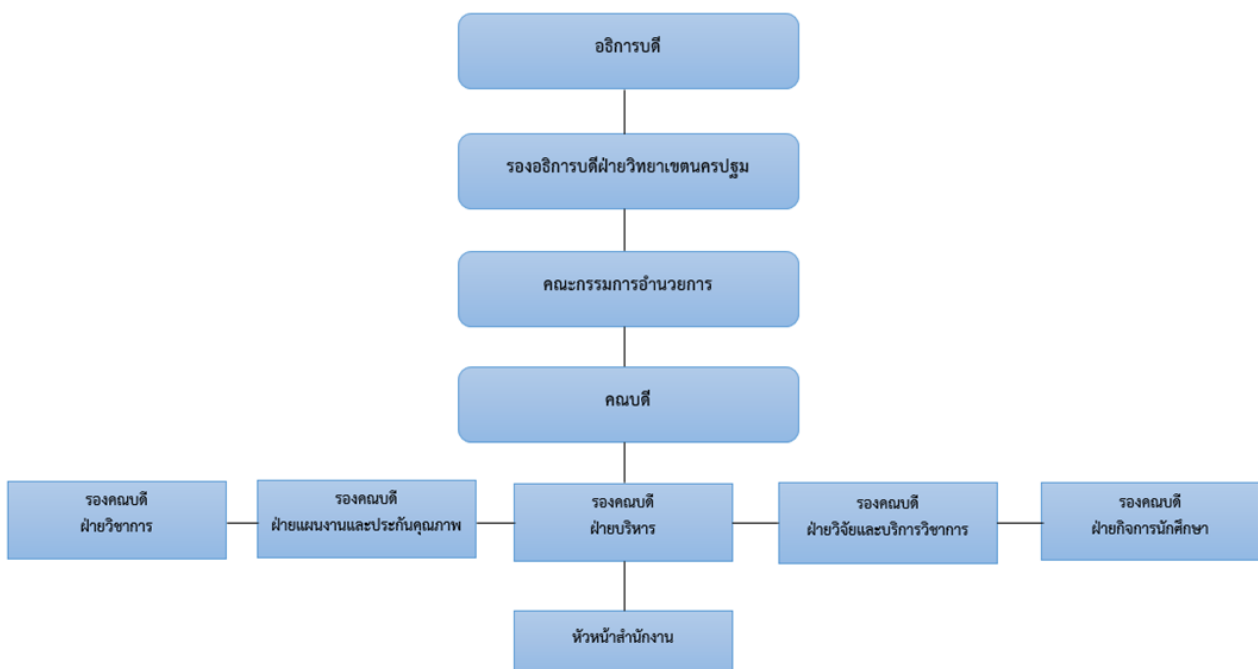 อธิการบดี
รองอธิการบดีฝ่ายวิทยาเขตนครปฐม
คณะกรรมการอำนวยการ
คณบดี
รองคณบดี
ฝ่ายวิชาการ
รองคณบดี
ฝ่ายแผนงานและประกันคุณภาพ
รองคณบดี
ฝ่ายบริหาร
รองคณบดี
ฝ่ายวิจัยและบริการวิชาการ
รองคณบดี
ฝ่ายกิจการนักศึกษา
หัวหน้าสำนักงาน